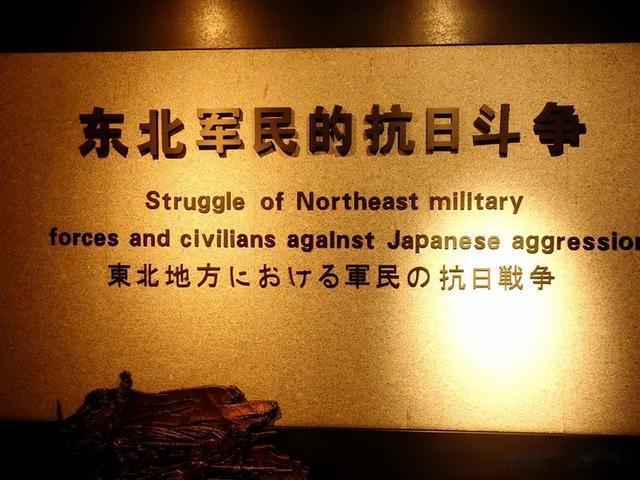 东北军民的抗日斗争
Struggle of Northeast military
forces and civilians against Japanese aggression
東北地方における軍民の抗日戦争